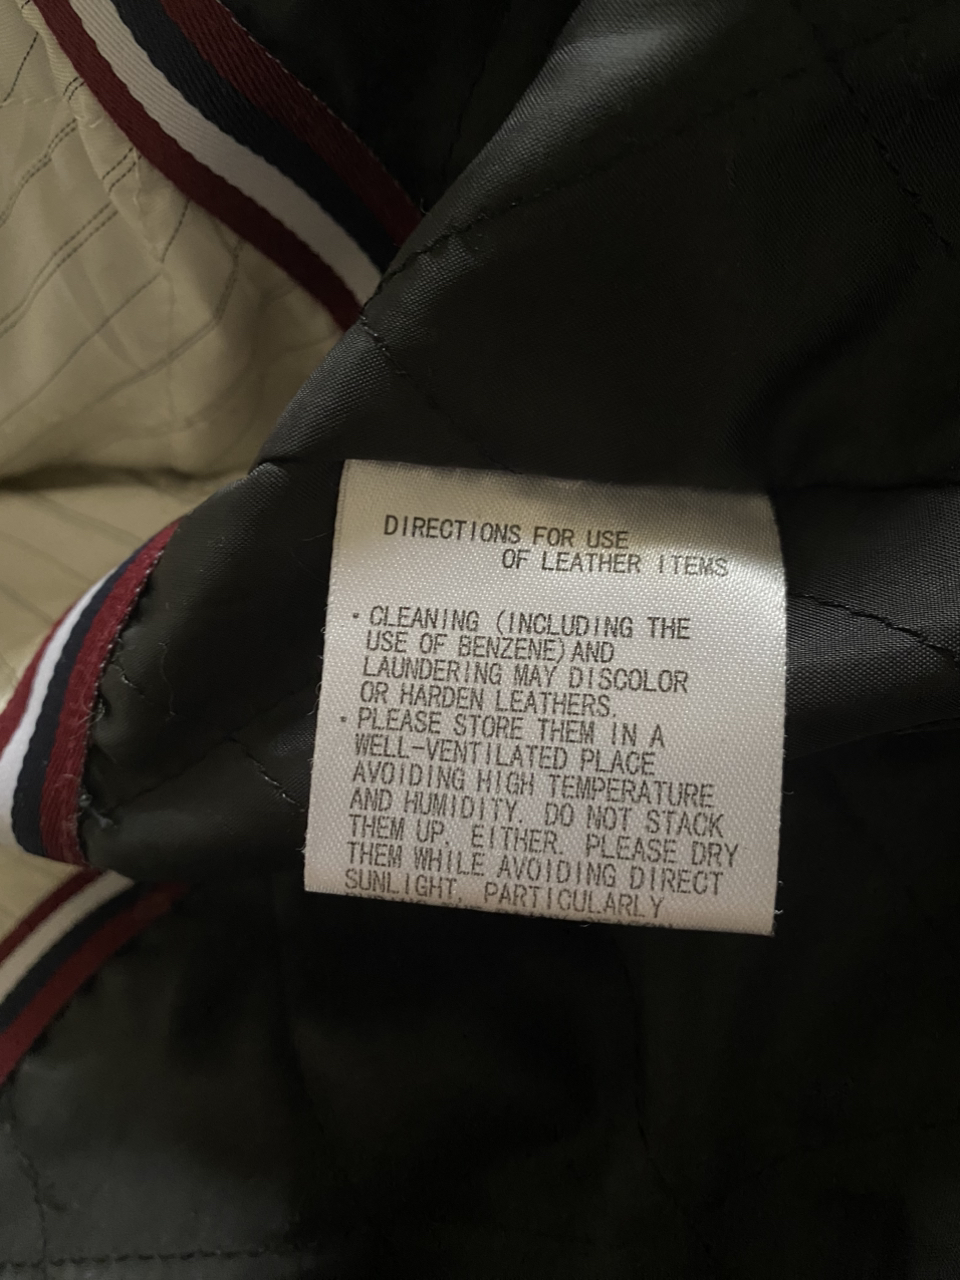 DIRECTIONS FOR USE
OF LEATHER ITEMS
・CLEANING (INCLUDING THE
USE OF BENZENE)AND
LAUNDERING MAY DISCOLOR
OR HARDEN LEATHERS.
・PLEASE STORE THEM IN A
WELL-VENTILATED PLACE
AVOIDING HIGH TEMPERATURE
AND HUMIDITY. DO NOT STACK
THEM UP, EITHER. PLEASE DRY
THEM WHILE AVOIDING DIRECT
SUNLIGHT, PARTICULARLY